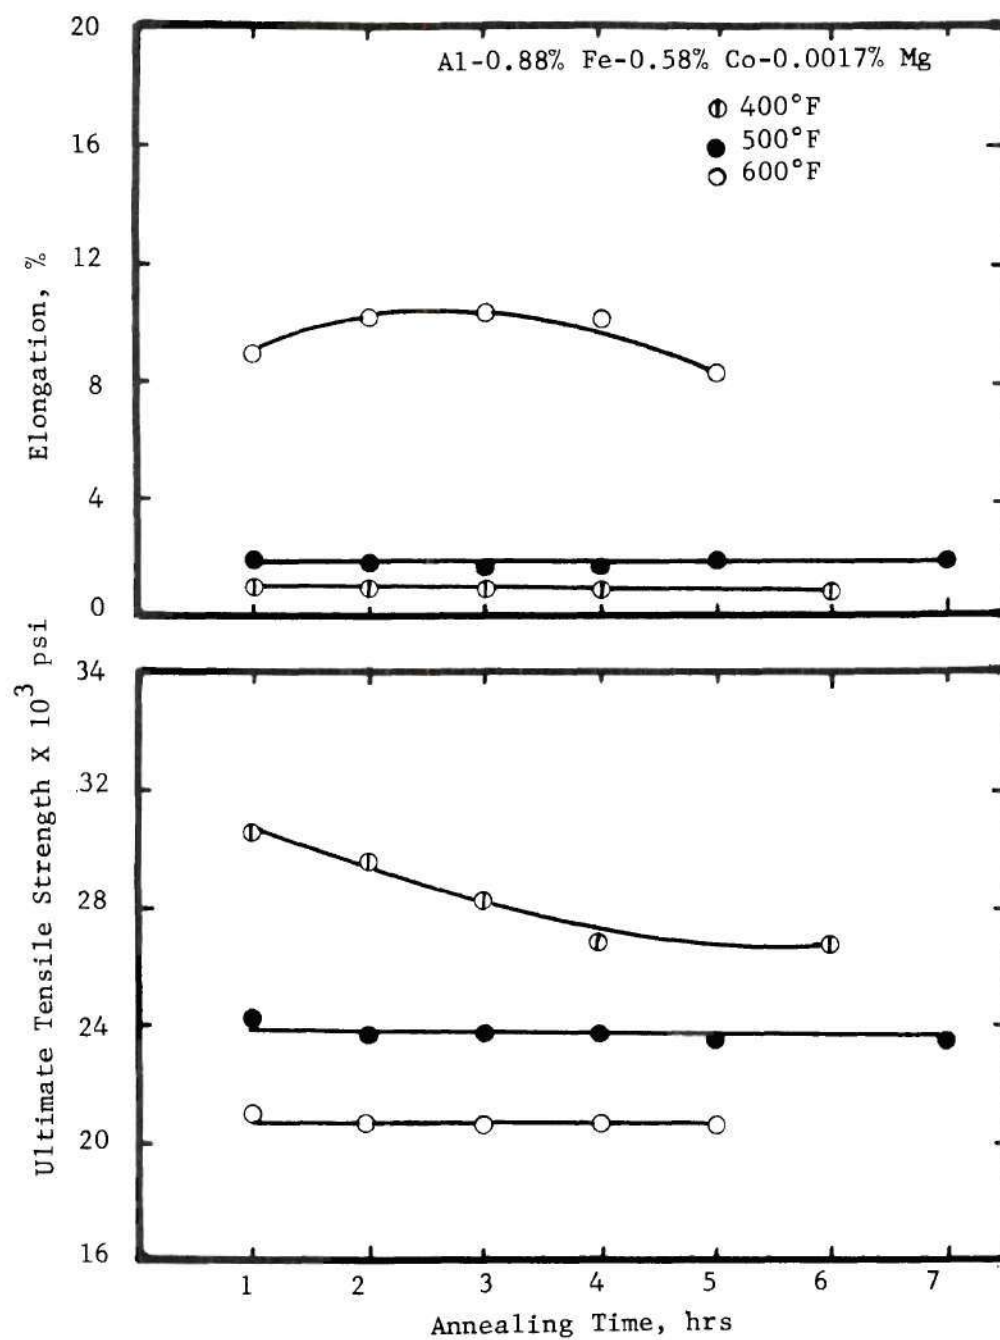 20
Al-0.88% Fe-0.58% Co-0.0017% Mg
400°F
500°F
600°F
16
12
8
4
0
Elongation, %
34
32
28
24
20
16
Ultimate Tensile Strength X 10³ psi
1 2 3 4 5 6 7
Annealing Time, hrs